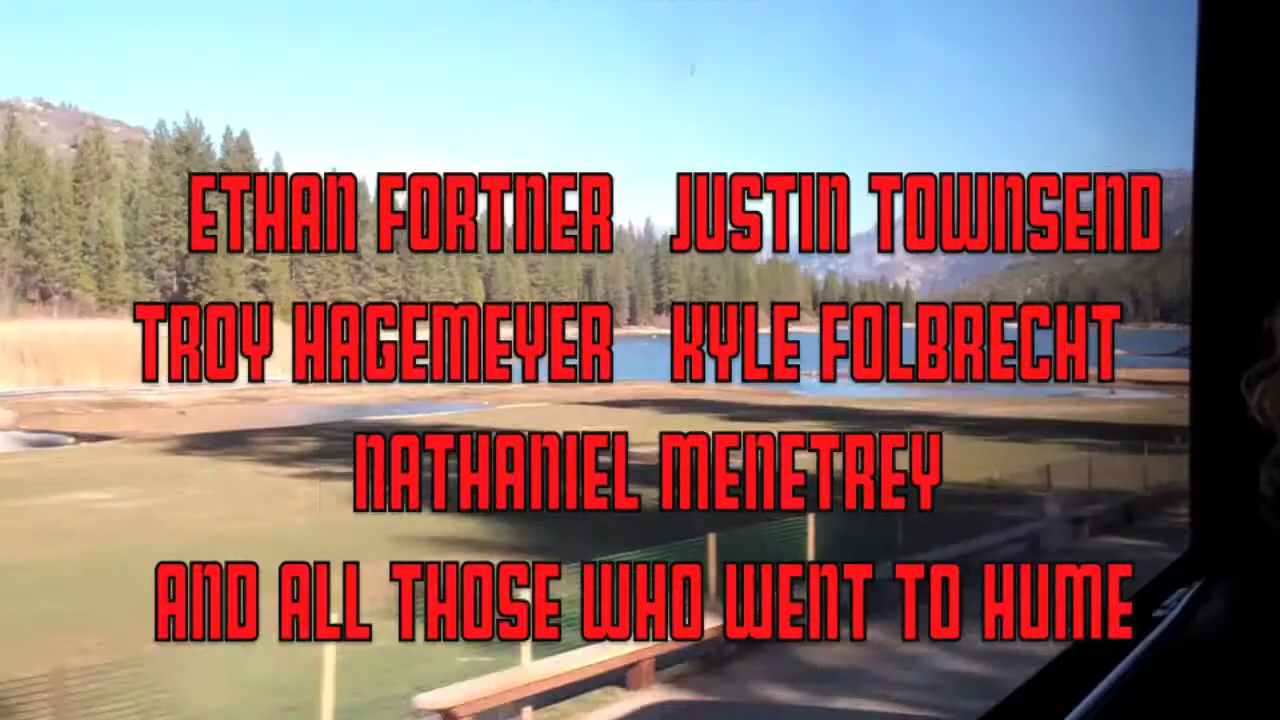 ETHAN FORTNER JUSTIN TOWNSEND
TROY HAGEMEYER KYLE FOLBRECHT
NATHANIEL MENETREY
AND ALL THOSE WHO WENT TO HUME